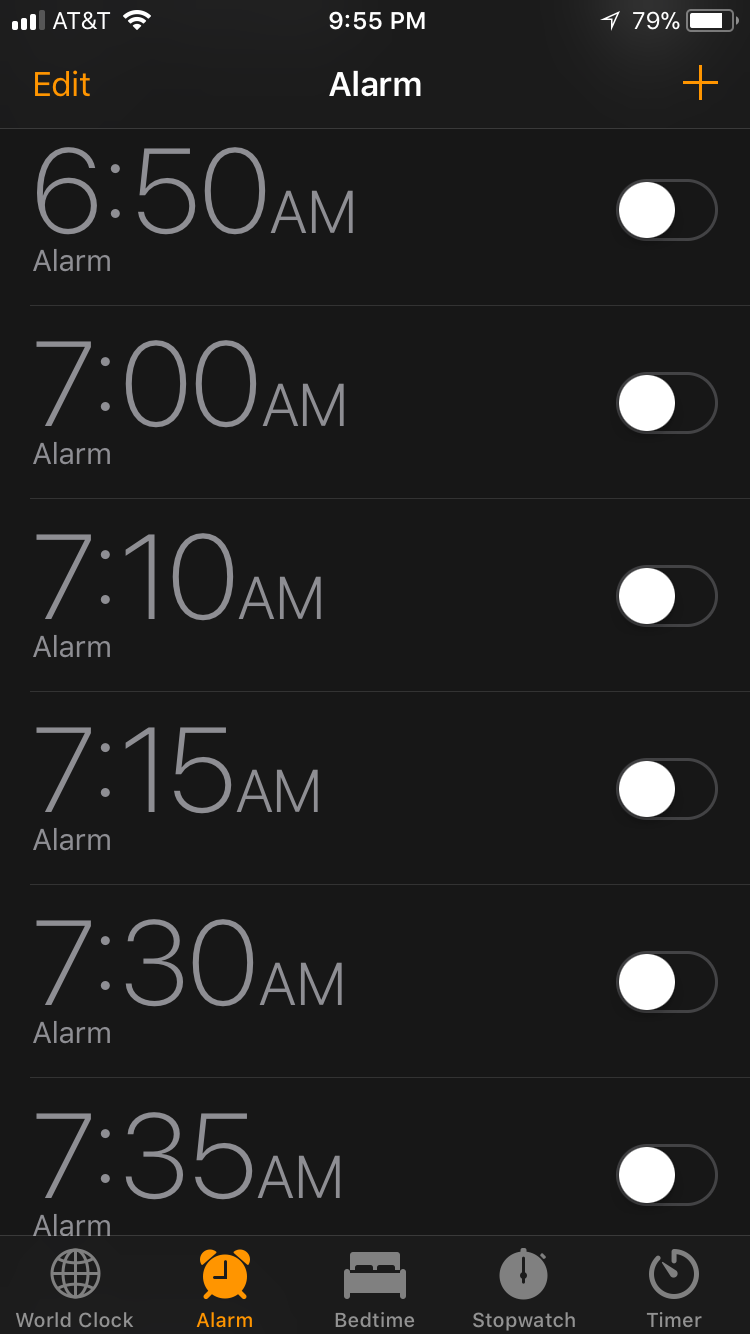 AT&T 9:55 PM 79%
Edit Alarm +
6:50AM
Alarm
7:00AM
Alarm
7:10AM
Alarm
7:15AM
Alarm
7:30AM
Alarm
7:35AM
Alarm
World Clock Alarm Bedtime Stopwatch Timer